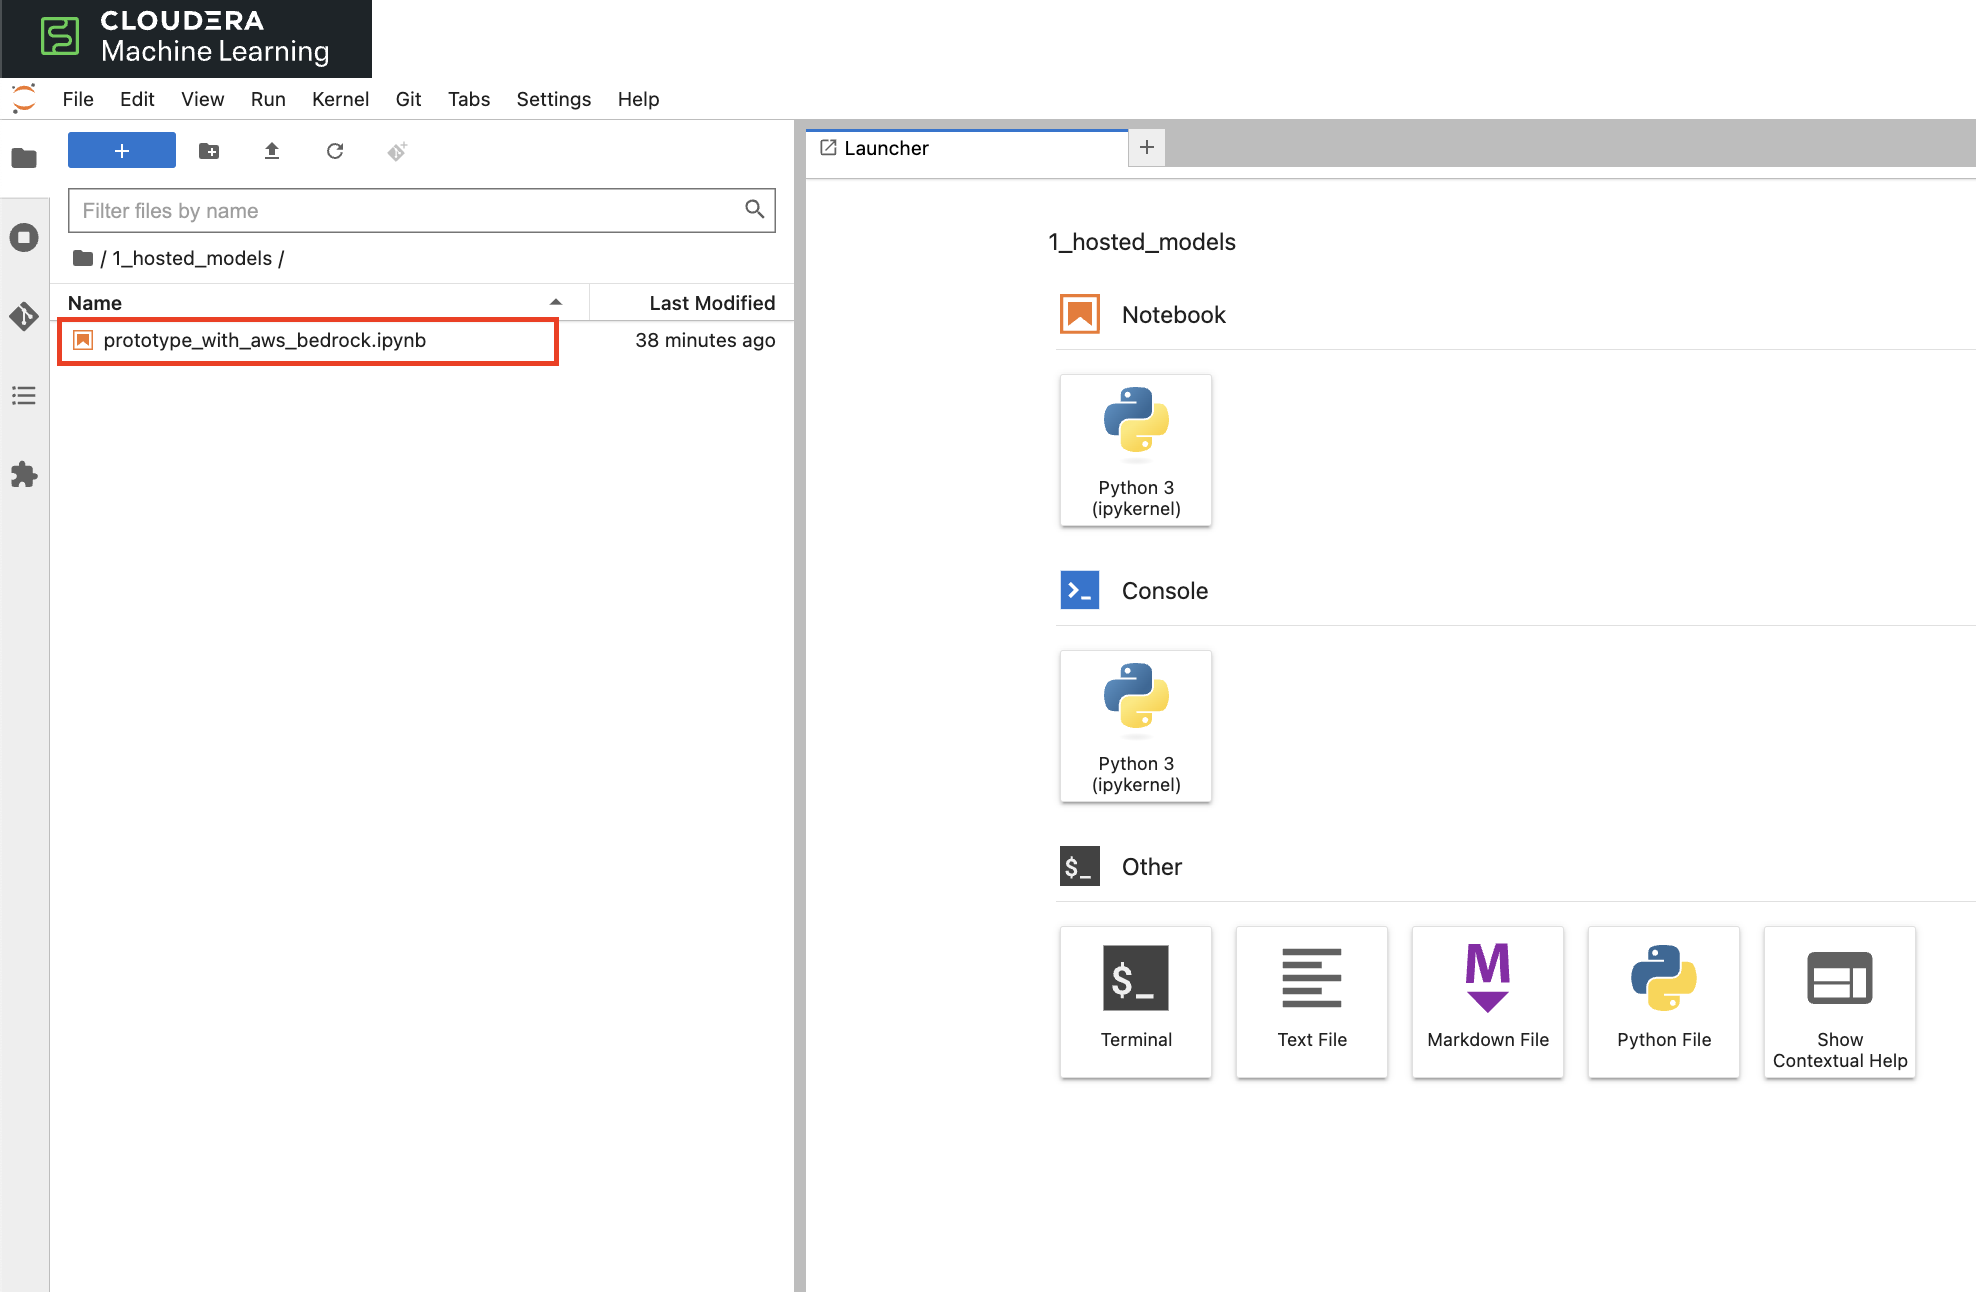 CLOUDERA
Machine Learning
File Edit View Run Kernel Git Tabs Settings Help
+
Launcher
+
Filter files by name
/ 1_hosted_models /
Name
Last Modified
prototype_with_aws_bedrock.ipynb
38 minutes ago
1_hosted_models
Notebook
Python 3
(ipykernel)
>_ Console
Python 3
(ipykernel)
$_ Other
$_
Terminal
Text File
M
Markdown File
Python File
Show
Contextual Help